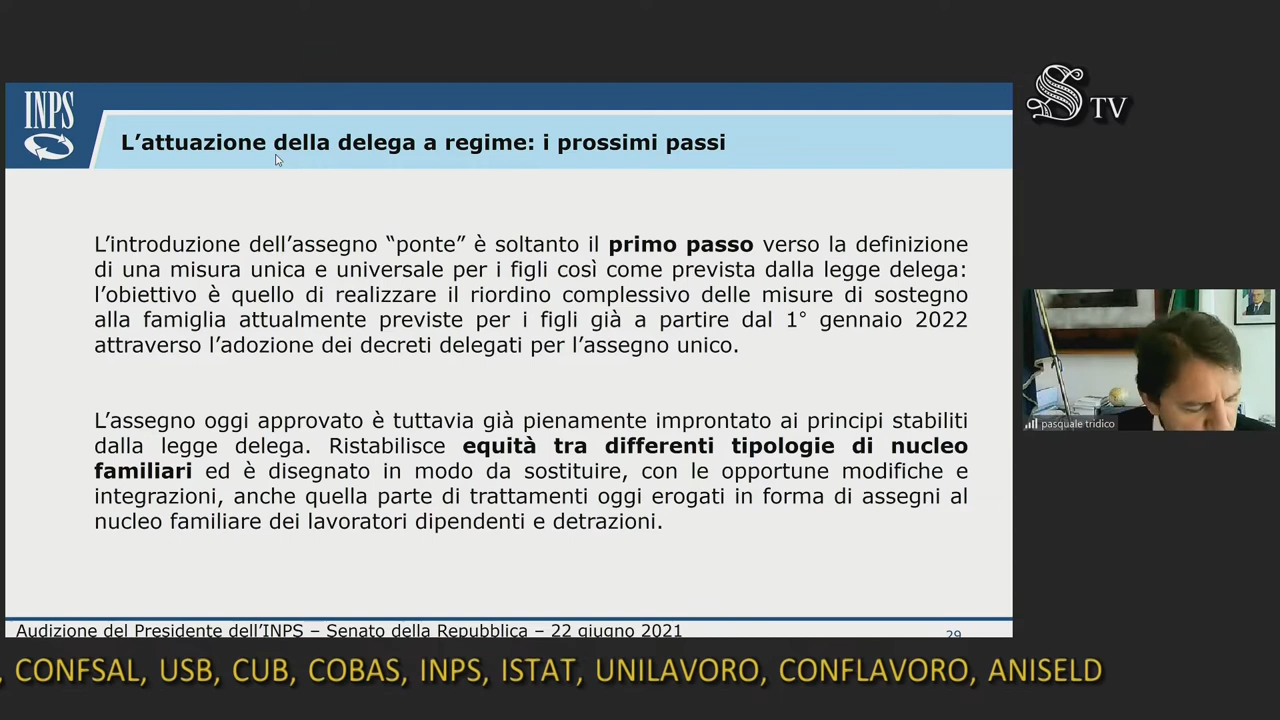 INPS
L'attuazione della delega a regime: i prossimi passi
S TV
L'introduzione dell'assegno “ponte” è soltanto il primo passo verso la definizione
di una misura unica e universale per i figli così come prevista dalla legge delega:
l'obiettivo è quello di realizzare il riordino complessivo delle misure di sostegno
alla famiglia attualmente previste per i figli già a partire dal 1° gennaio 2022
attraverso l'adozione dei decreti delegati per l'assegno unico.
L'assegno oggi approvato è tuttavia già pienamente improntato ai principi stabiliti
dalla legge delega. Ristabilisce equità tra differenti tipologie di nucleo
familiari ed è disegnato in modo da sostituire, con le opportune modifiche e
integrazioni, anche quella parte di trattamenti oggi erogati in forma di assegni al
nucleo familiare dei lavoratori dipendenti e detrazioni.
pasquale tridico
Audizione del Presidente dell'INPS – Senato della Repubblica – 22 giugno 2021
29
, CONFSAL, USB, CUB, COBAS, INPS, ISTAT, UNILAVORO, CONFLAVORO, ANISELD